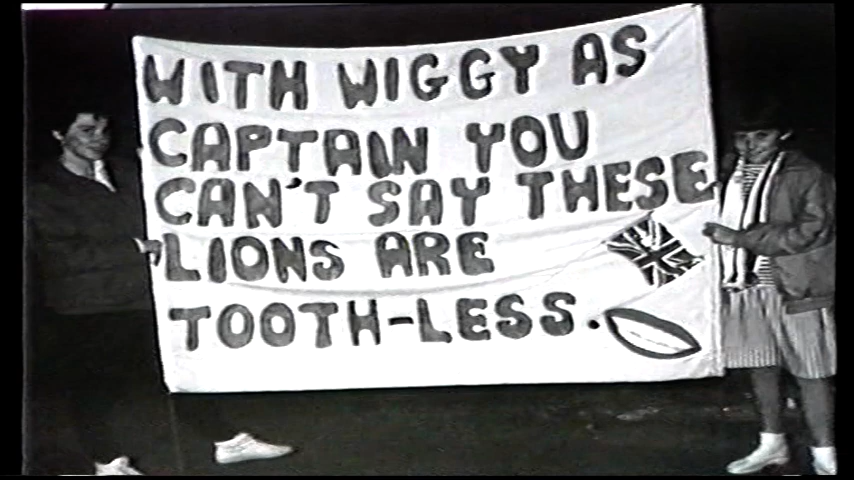 WITH WIGGY AS
CAPTAIN YOU
CAN'T SAY THESE
LIONS ARE
TOOTH-LESS.